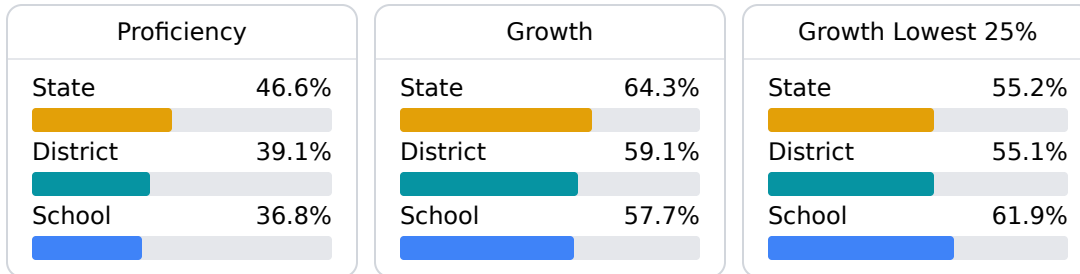 Proficiency
State 46.6%
District 39.1%
School 36.8%
Growth
State 64.3%
District 59.1%
School 57.7%
Growth Lowest 25%
State 55.2%
District 55.1%
School 61.9%